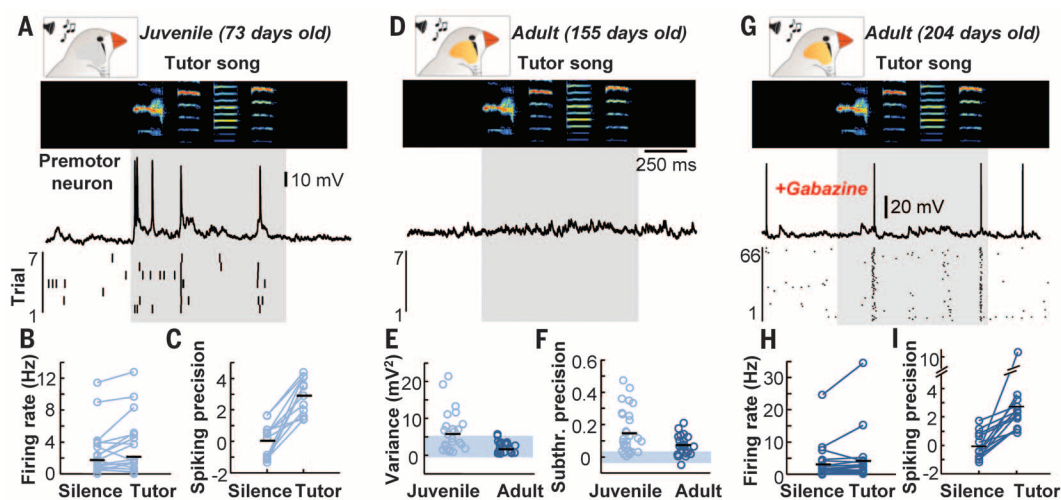 A
Juvenile (73 days old)
Tutor song
Premotor
neuron
10 mV
7
Trial
1
B
Firing rate (Hz)
12
8
4
0
Silence Tutor
C
Spiking precision
4
2
0
-2
Silence Tutor
D
Adult (155 days old)
Tutor song
250 ms
7
1
E
Variance (mV2)
20
10
0
Juvenile Adult
F
Subthr. precision
0.6
0.4
0.2
0
Juvenile Adult
G
Adult (204 days old)
Tutor song
+Gabazine
20 mV
66
1
H
Firing rate (Hz)
30
20
10
0
Silence Tutor
I
Spiking precision
10
4
2
0
-2
Silence Tutor